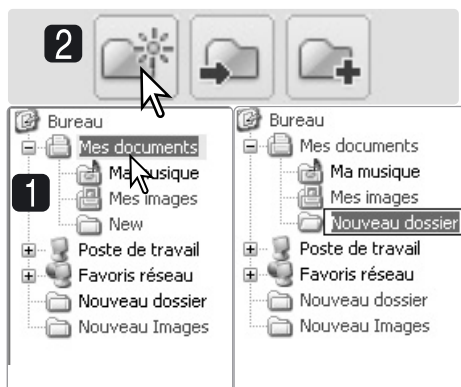 2
Bureau
Mes documents
Ma musique
1
Mes images
New
Poste de travail
Favoris réseau
Nouveau dossier
Nouveau Images
Bureau
Mes documents
Ma musique
Mes images
Nouveau dossier
Poste de travail
Favoris réseau
Nouveau dossier
Nouveau Images